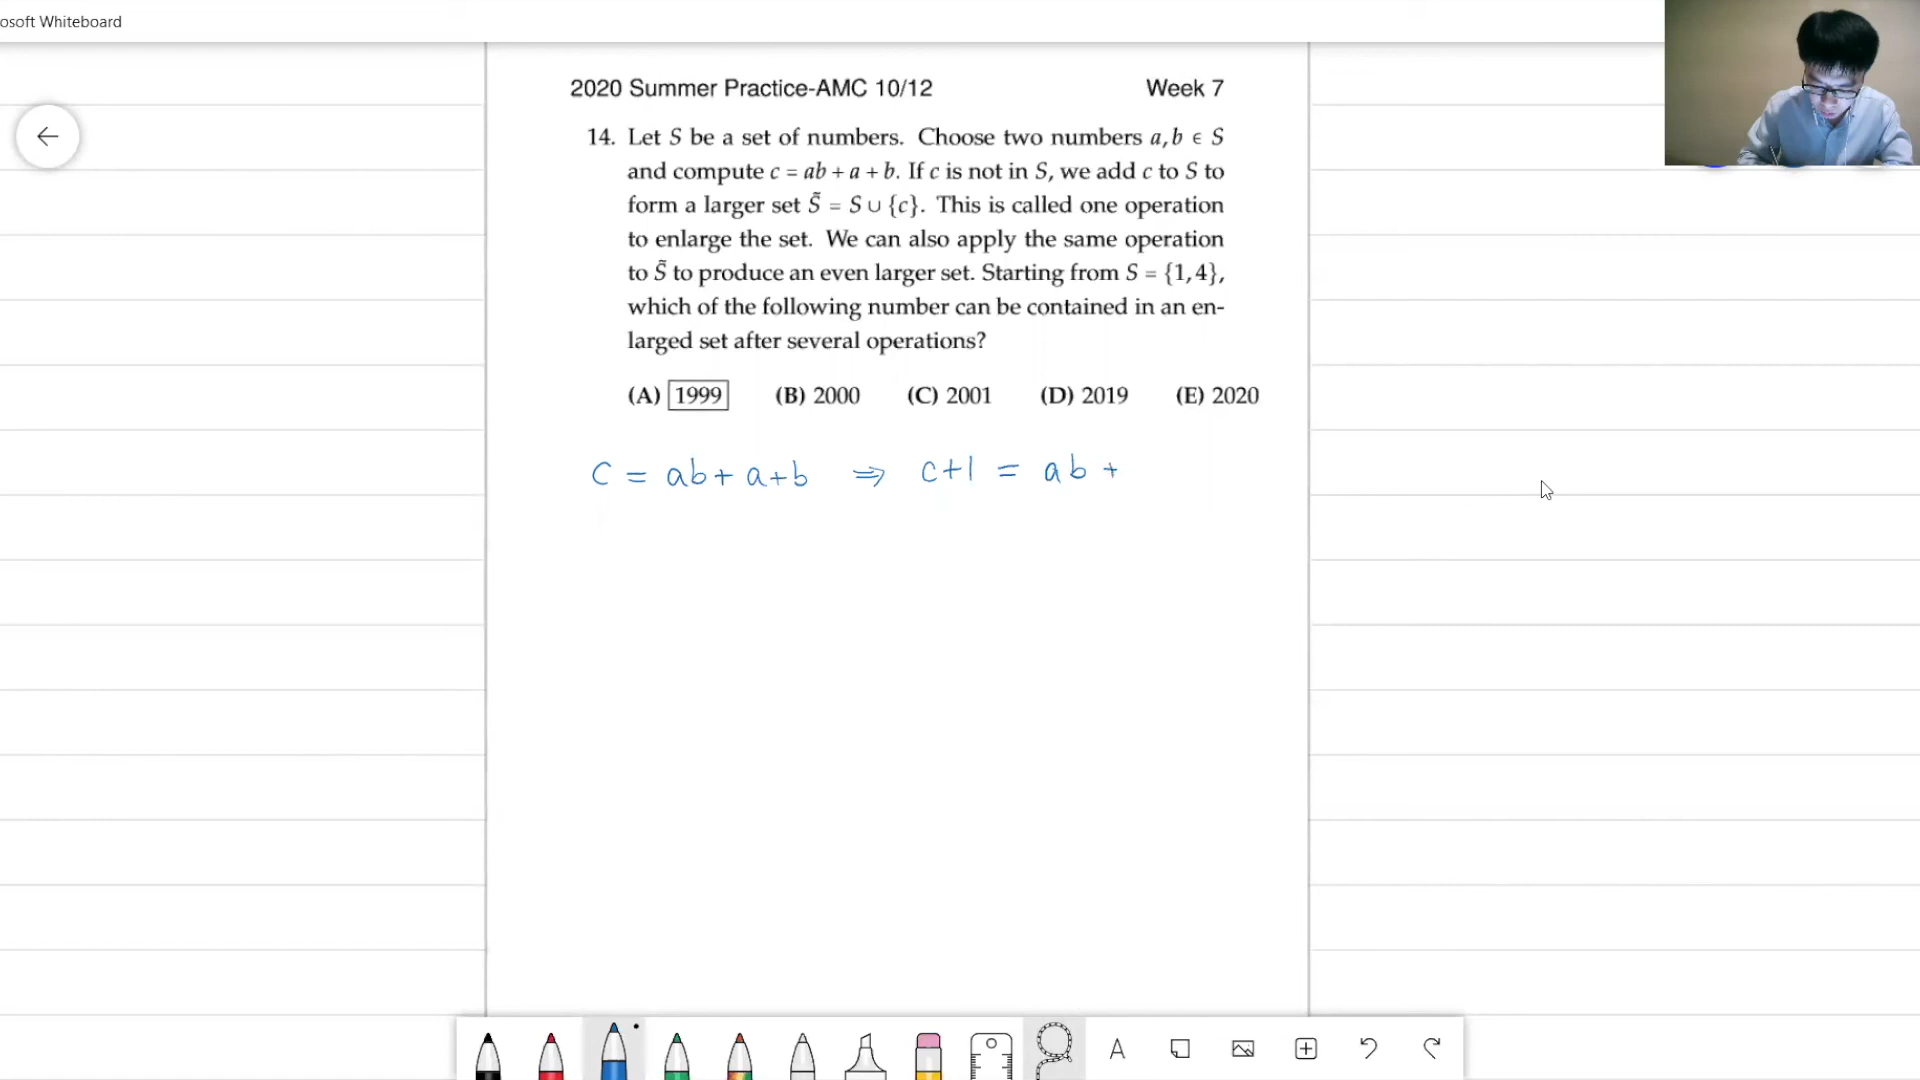 osoft Whiteboard
2020 Summer Practice-AMC 10/12 Week 7
14. Let S be a set of numbers. Choose two numbers a, b ∈ S
and compute c = ab + a + b. If c is not in S, we add c to S to
form a larger set S̃ = S ∪ {c}. This is called one operation
to enlarge the set. We can also apply the same operation
to S̃ to produce an even larger set. Starting from S = {1,4},
which of the following number can be contained in an en-
larged set after several operations?
(A) 1999 (B) 2000 (C) 2001 (D) 2019 (E) 2020
c = ab + a + b ⇒ c+1 = ab +
A